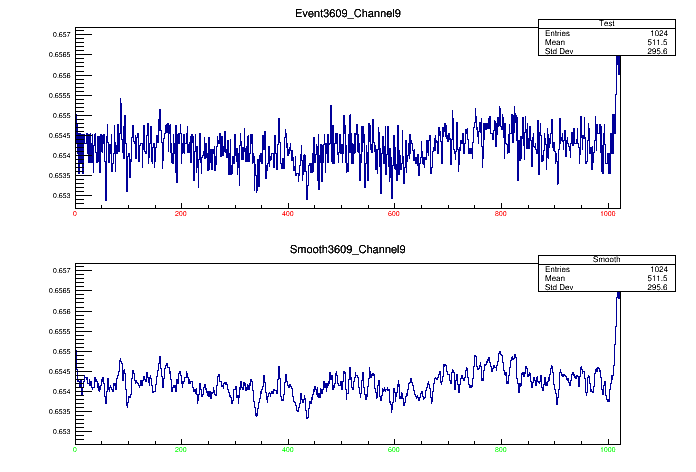 Event3609_Channel9
Test
Entries 1024
Mean 511.5
Std Dev 295.6
0.657
0.6565
0.656
0.6555
0.655
0.6545
0.654
0.6535
0.653
0 200 400 600 800 1000
Smooth3609_Channel9
Smooth
Entries 1024
Mean 511.5
Std Dev 295.6
0.657
0.6565
0.656
0.6555
0.655
0.6545
0.654
0.6535
0.653
0 200 400 600 800 1000